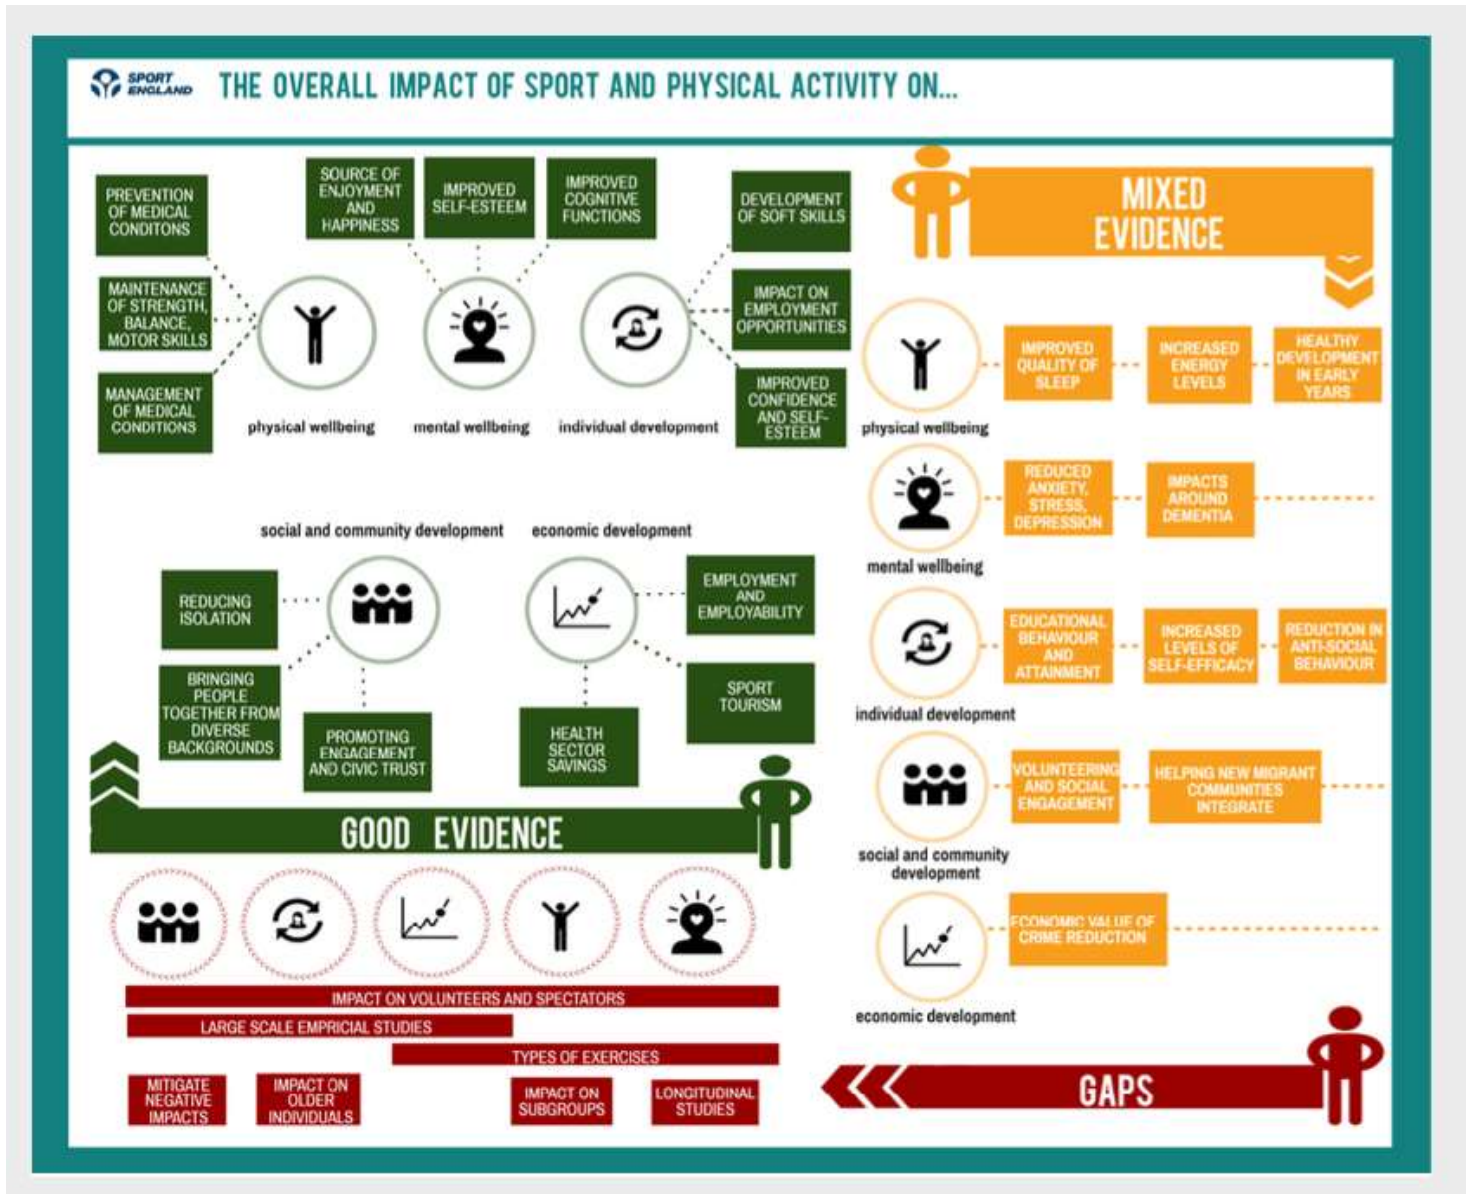 SPORT
ENGLAND
THE OVERALL IMPACT OF SPORT AND PHYSICAL ACTIVITY ON...
PREVENTION
OF MEDICAL
CONDITONS
MAINTENANCE
OF STRENGTH,
BALANCE,
MOTOR SKILLS
MANAGEMENT
OF MEDICAL
CONDITIONS
physical wellbeing
SOURCE OF
ENJOYMENT
AND
HAPPINESS
IMPROVED
SELF-ESTEEM
IMPROVED
COGNITIVE
FUNCTIONS
mental wellbeing
DEVELOPMENT
OF SOFT SKILLS
IMPACT ON
EMPLOYMENT
OPPORTUNITIES
IMPROVED
CONFIDENCE
AND SELF-
ESTEEM
individual development
social and community development
REDUCING
ISOLATION
BRINGING
PEOPLE
TOGETHER FROM
DIVERSE
BACKGROUNDS
PROMOTING
ENGAGEMENT
AND CIVIC TRUST
economic development
EMPLOYMENT
AND
EMPLOYABILITY
SPORT
TOURISM
HEALTH
SECTOR
SAVINGS
GOOD EVIDENCE
MIXED
EVIDENCE
physical wellbeing
IMPROVED
QUALITY OF
SLEEP
INCREASED
ENERGY
LEVELS
HEALTHY
DEVELOPMENT
IN EARLY
YEARS
mental wellbeing
REDUCED
ANXIETY,
STRESS,
DEPRESSION
IMPACTS
AROUND
DEMENTIA
individual development
EDUCATIONAL
BEHAVIOUR
AND
ATTAINMENT
INCREASED
LEVELS OF
SELF-EFFICACY
REDUCTION IN
ANTI-SOCIAL
BEHAVIOUR
social and community
development
VOLUNTEERING
AND SOCIAL
ENGAGEMENT
HELPING NEW MIGRANT
COMMUNITIES
INTEGRATE
economic development
ECONOMIC VALUE OF
CRIME REDUCTION
IMPACT ON VOLUNTEERS AND SPECTATORS
LARGE SCALE EMPRICIAL STUDIES
TYPES OF EXERCISES
MITIGATE
NEGATIVE
IMPACTS
IMPACT ON
OLDER
INDIVIDUALS
IMPACT ON
SUBGROUPS
LONGITUDINAL
STUDIES
GAPS